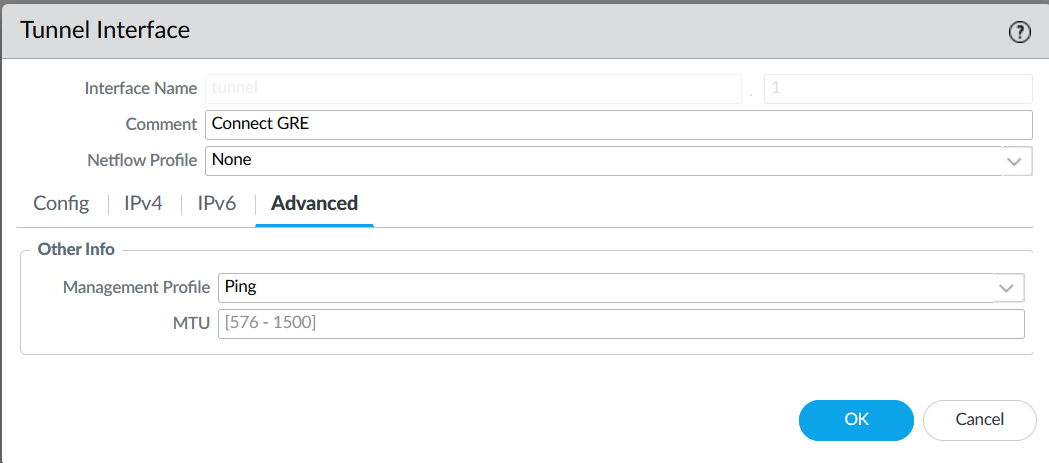 Tunnel Interface ?
Interface Name tunnel . 1
Comment Connect GRE
Netflow Profile None
Config IPv4 IPv6 Advanced
Other Info
Management Profile Ping
MTU [576 - 1500]
OK Cancel